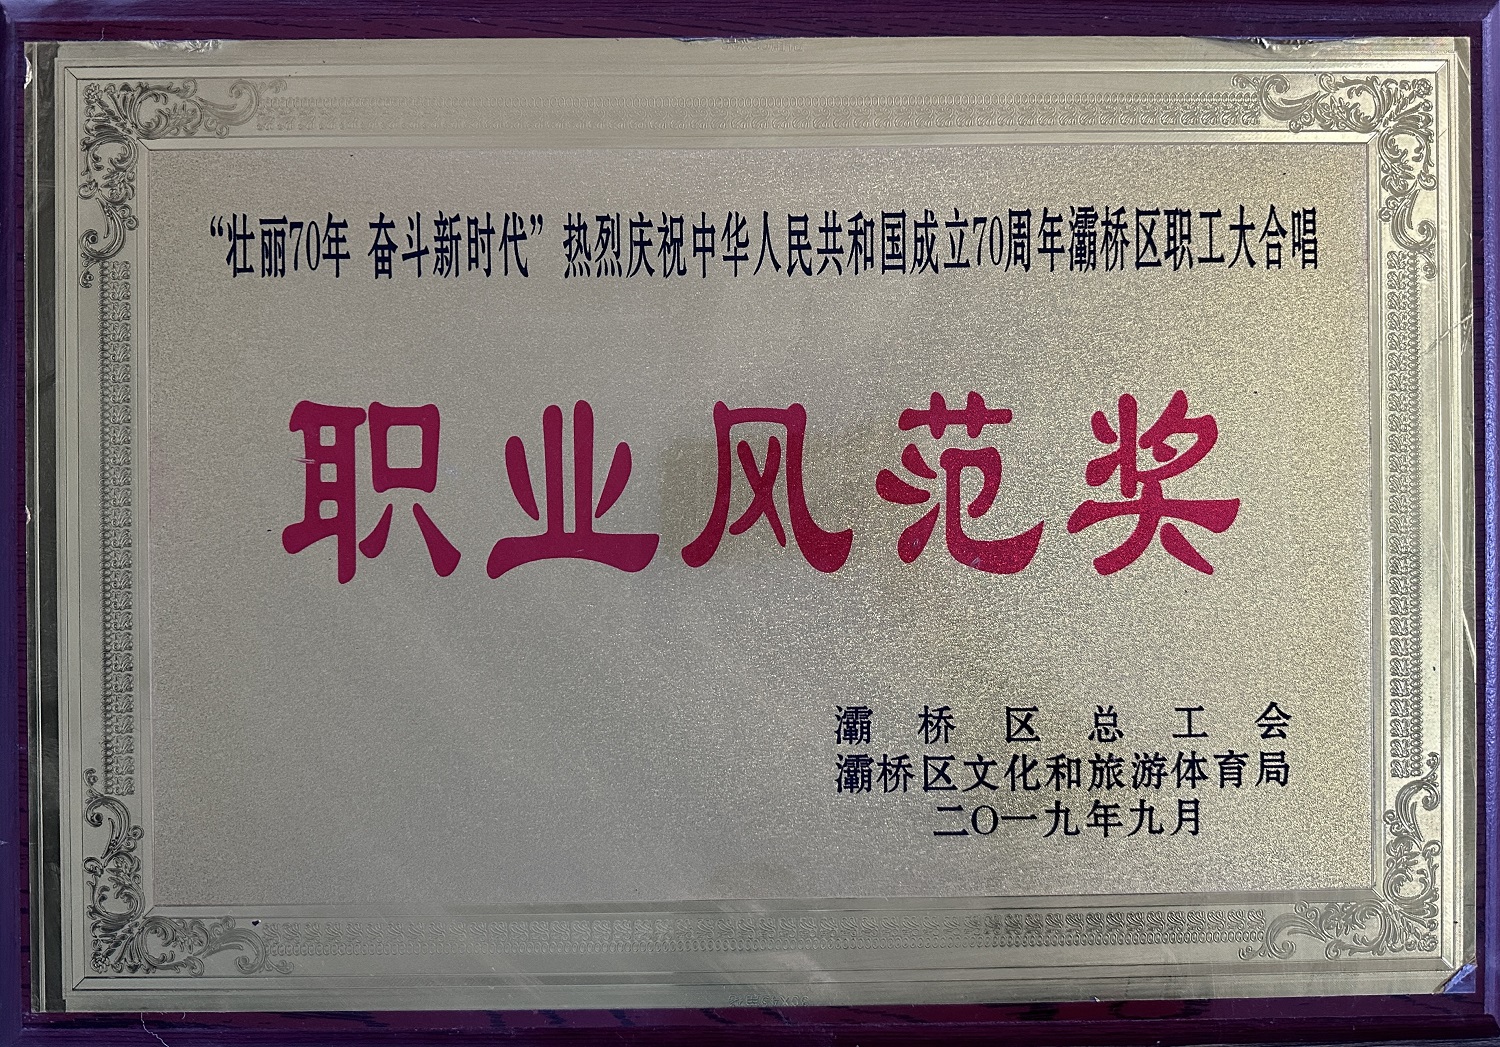 “壮丽70年 奋斗新时代”热烈庆祝中华人民共和国成立70周年灞桥区职工大合唱
职业风范奖
灞桥区总工会
灞桥区文化和旅游体育局
二〇一九年九月